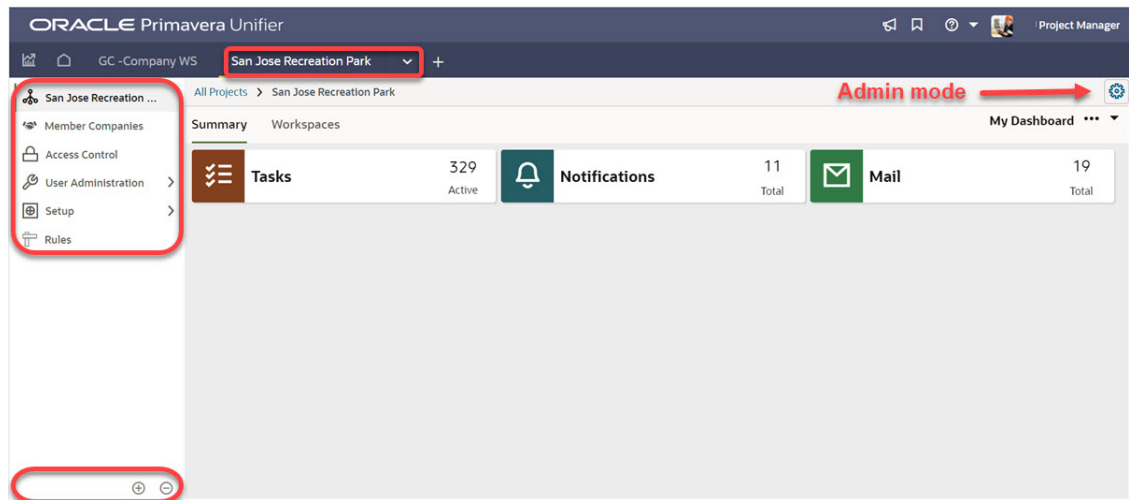 ORACLE Primavera Unifier
Project Manager
GC -Company WS
San Jose Recreation Park
+
San Jose Recreation ...
All Projects > San Jose Recreation Park
Admin mode
Member Companies
Summary Workspaces
My Dashboard •••
Access Control
User Administration
Setup
Rules
Tasks
329
Active
Notifications
11
Total
Mail
19
Total